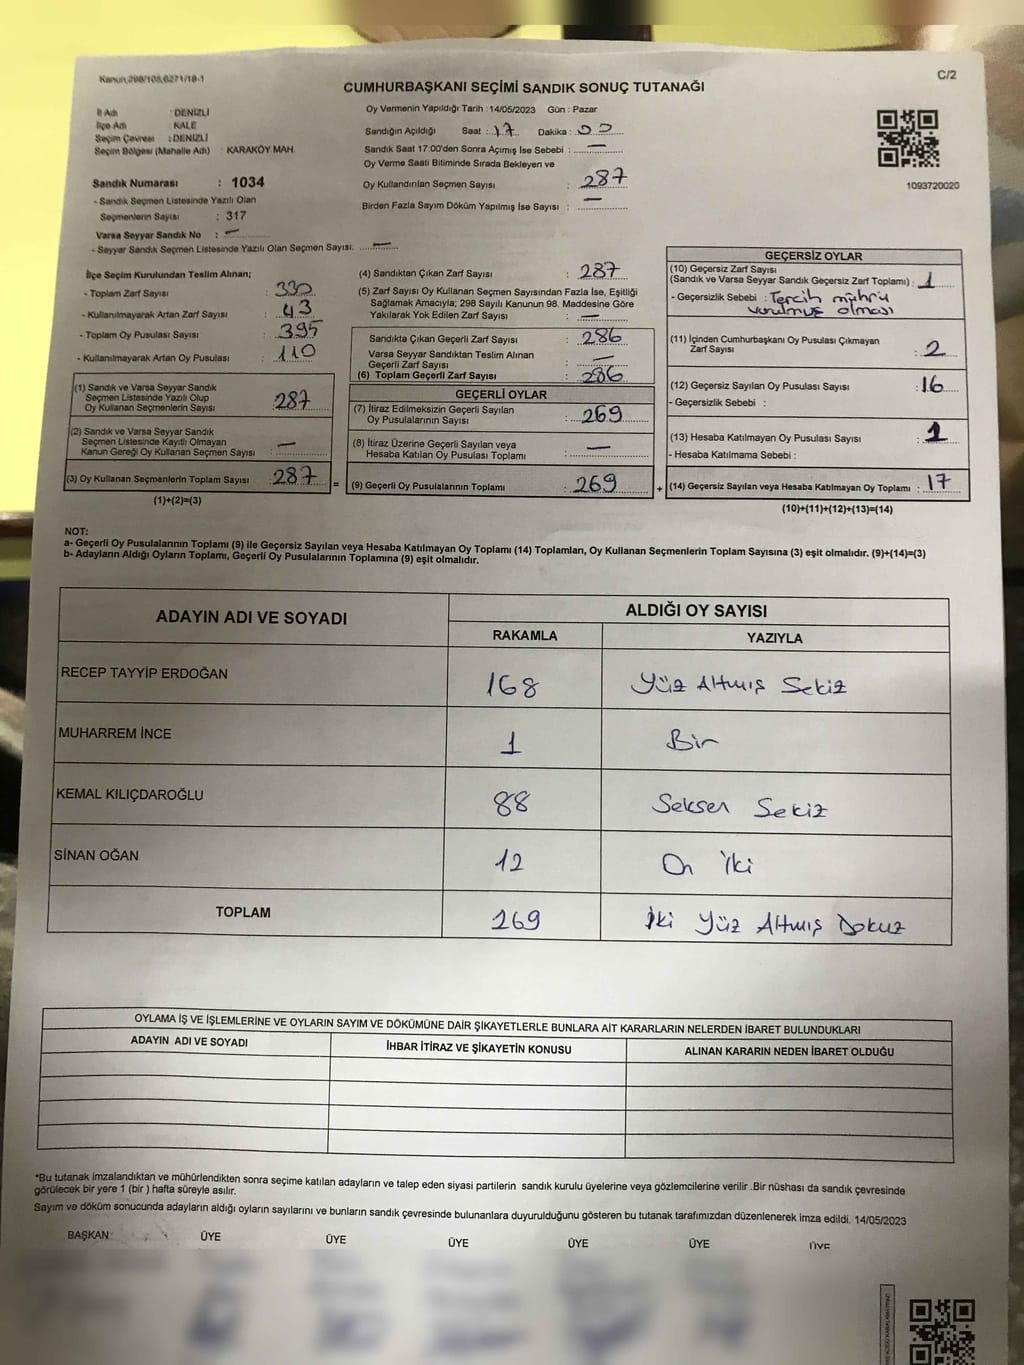 Kanun,298/105,6271/18-1
C/2
CUMHURBAŞKANI SEÇİMİ SANDIK SONUÇ TUTANAĞI
İl Adı : DENİZLİ
İlçe Adı : KALE
Seçim Çevresi : DENİZLİ
Seçim Bölgesi (Mahalle Adı) : KARAKÖY MAH.
Sandık Numarası : 1034
- Sandık Seçmen Listesinde Yazılı Olan
Seçmenlerin Sayısı : 317
Varsa Seyyar Sandık No : —
- Seyyar Sandık Seçmen Listesinde Yazılı Olan Seçmen Sayısı: —
Oy Vermenin Yapıldığı Tarih : 14/05/2023 Gün : Pazar
Sandığın Açıldığı Saat : 17 Dakika : 00
Sandık Saat 17:00'den Sonra Açımış İse Sebebi : —
Oy Verme Saati Bitiminde Sırada Bekleyen ve
Oy Kullandırılan Seçmen Sayısı : 287
Birden Fazla Sayım Döküm Yapılmış İse Sayısı : —
1093720020
İlçe Seçim Kurulundan Teslim Alınan;
- Toplam Zarf Sayısı : 330
- Kullanılmayarak Artan Zarf Sayısı : 43
- Toplam Oy Pusulası Sayısı : 395
- Kullanılmayarak Artan Oy Pusulası : 110
(1) Sandık ve Varsa Seyyar Sandık
Seçmen Listesinde Yazılı Olup
Oy Kullanan Seçmenlerin Sayısı : 287
(2) Sandık ve Varsa Seyyar Sandık
Seçmen Listesinde Kayıtlı Olmayan
Kanun Gereği Oy Kullanan Seçmen Sayısı : —
(3) Oy Kullanan Seçmenlerin Toplam Sayısı : 287 =
(1)+(2)=(3)
(4) Sandıktan Çıkan Zarf Sayısı : 287
(5) Zarf Sayısı Oy Kullanan Seçmen Sayısından Fazla İse, Eşitliği
Sağlamak Amacıyla; 298 Sayılı Kanunun 98. Maddesine Göre
Yakılarak Yok Edilen Zarf Sayısı : —
Sandıkta Çıkan Geçerli Zarf Sayısı : 286
Varsa Seyyar Sandıktan Teslim Alınan
Geçerli Zarf Sayısı : —
(6) Toplam Geçerli Zarf Sayısı : 286
GEÇERLİ OYLAR
(7) İtiraz Edilmeksizin Geçerli Sayılan
Oy Pusulalarının Sayısı : 269
(8) İtiraz Üzerine Geçerli Sayılan veya
Hesaba Katılan Oy Pusulası Toplamı : —
(9) Geçerli Oy Pusulalarının Toplamı : 269 +
GEÇERSİZ OYLAR
(10) Geçersiz Zarf Sayısı
(Sandık ve Varsa Seyyar Sandık Geçersiz Zarf Toplamı) : 1
- Geçersizlik Sebebi : Tercih mührü
vurulmuş olması
(11) İçinden Cumhurbaşkanı Oy Pusulası Çıkmayan
Zarf Sayısı : 2
(12) Geçersiz Sayılan Oy Pusulası Sayısı : 16
- Geçersizlik Sebebi :
(13) Hesaba Katılmayan Oy Pusulası Sayısı : 1
- Hesaba Katılmama Sebebi :
(14) Geçersiz Sayılan veya Hesaba Katılmayan Oy Toplamı : 17
(10)+(11)+(12)+(13)=(14)
NOT:
a- Geçerli Oy Pusulalarının Toplamı (9) ile Geçersiz Sayılan veya Hesaba Katılmayan Oy Toplamı (14) Toplamları, Oy Kullanan Seçmenlerin Toplam Sayısına (3) eşit olmalıdır. (9)+(14)=(3)
b- Adayların Aldığı Oyların Toplamı, Geçerli Oy Pusulalarının Toplamına (9) eşit olmalıdır.
ADAYIN ADI VE SOYADI
ALDIĞI OY SAYISI
RAKAMLA YAZIYLA
RECEP TAYYİP ERDOĞAN 168 Yüz Altmış Sekiz
MUHARREM İNCE 1 Bir
KEMAL KILIÇDAROĞLU 88 Seksen Sekiz
SİNAN OĞAN 12 On İki
TOPLAM 269 İki Yüz Altmış Dokuz
OYLAMA İŞ VE İŞLEMLERİNE VE OYLARIN SAYIM VE DÖKÜMÜNE DAİR ŞİKAYETLERLE BUNLARA AİT KARARLARIN NELERDEN İBARET BULUNDUKLARI
ADAYIN ADI VE SOYADI İHBAR İTİRAZ VE ŞİKAYETİN KONUSU ALINAN KARARIN NEDEN İBARET OLDUĞU
*Bu tutanak imzalandıktan ve mühürlendikten sonra seçime katılan adayların ve talep eden siyasi partilerin sandık kurulu üyelerine veya gözlemcilerine verilir .Bir nüshası da sandık çevresinde
görülecek bir yere 1 (bir ) hafta süreyle asılır.
Sayım ve döküm sonucunda adayların aldığı oyların sayılarını ve bunların sandık çevresinde bulunanlara duyurulduğunu gösteren bu tutanak tarafımızdan düzenlenerek imza edildi. 14/05/2023
BAŞKAN ÜYE ÜYE ÜYE ÜYE ÜYE ÜYE